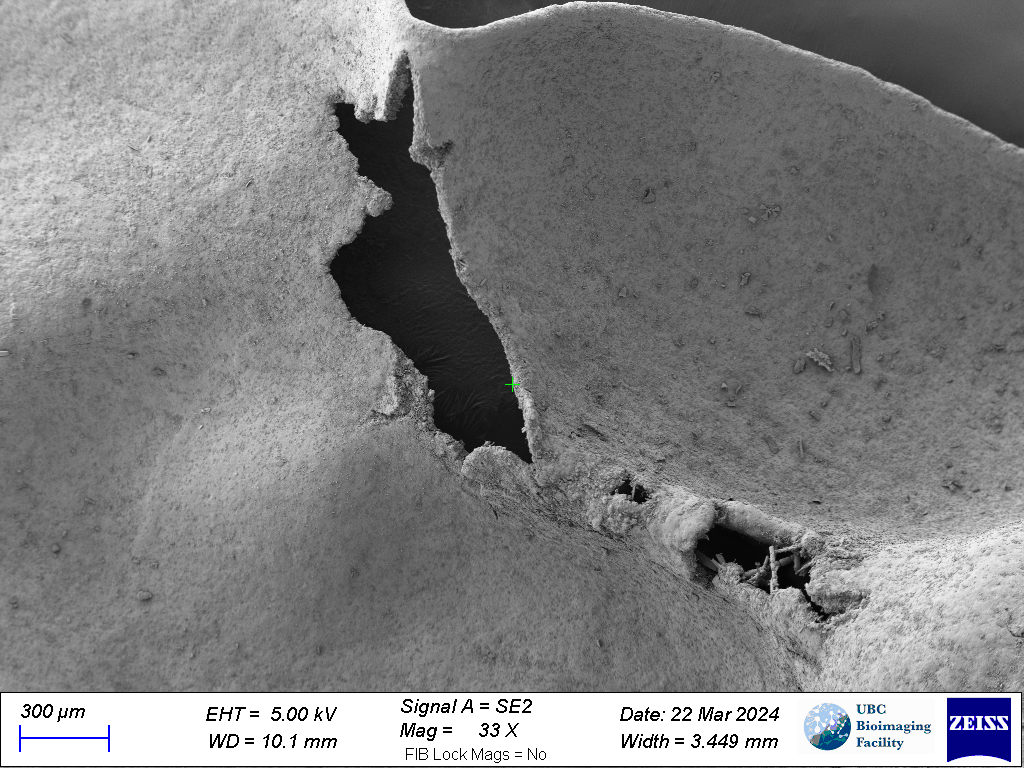 300 µm
EHT = 5.00 kV
WD = 10.1 mm
Signal A = SE2
Mag = 33 X
FIB Lock Mags = No
Date: 22 Mar 2024
Width = 3.449 mm
UBC
Bioimaging
Facility
ZEISS